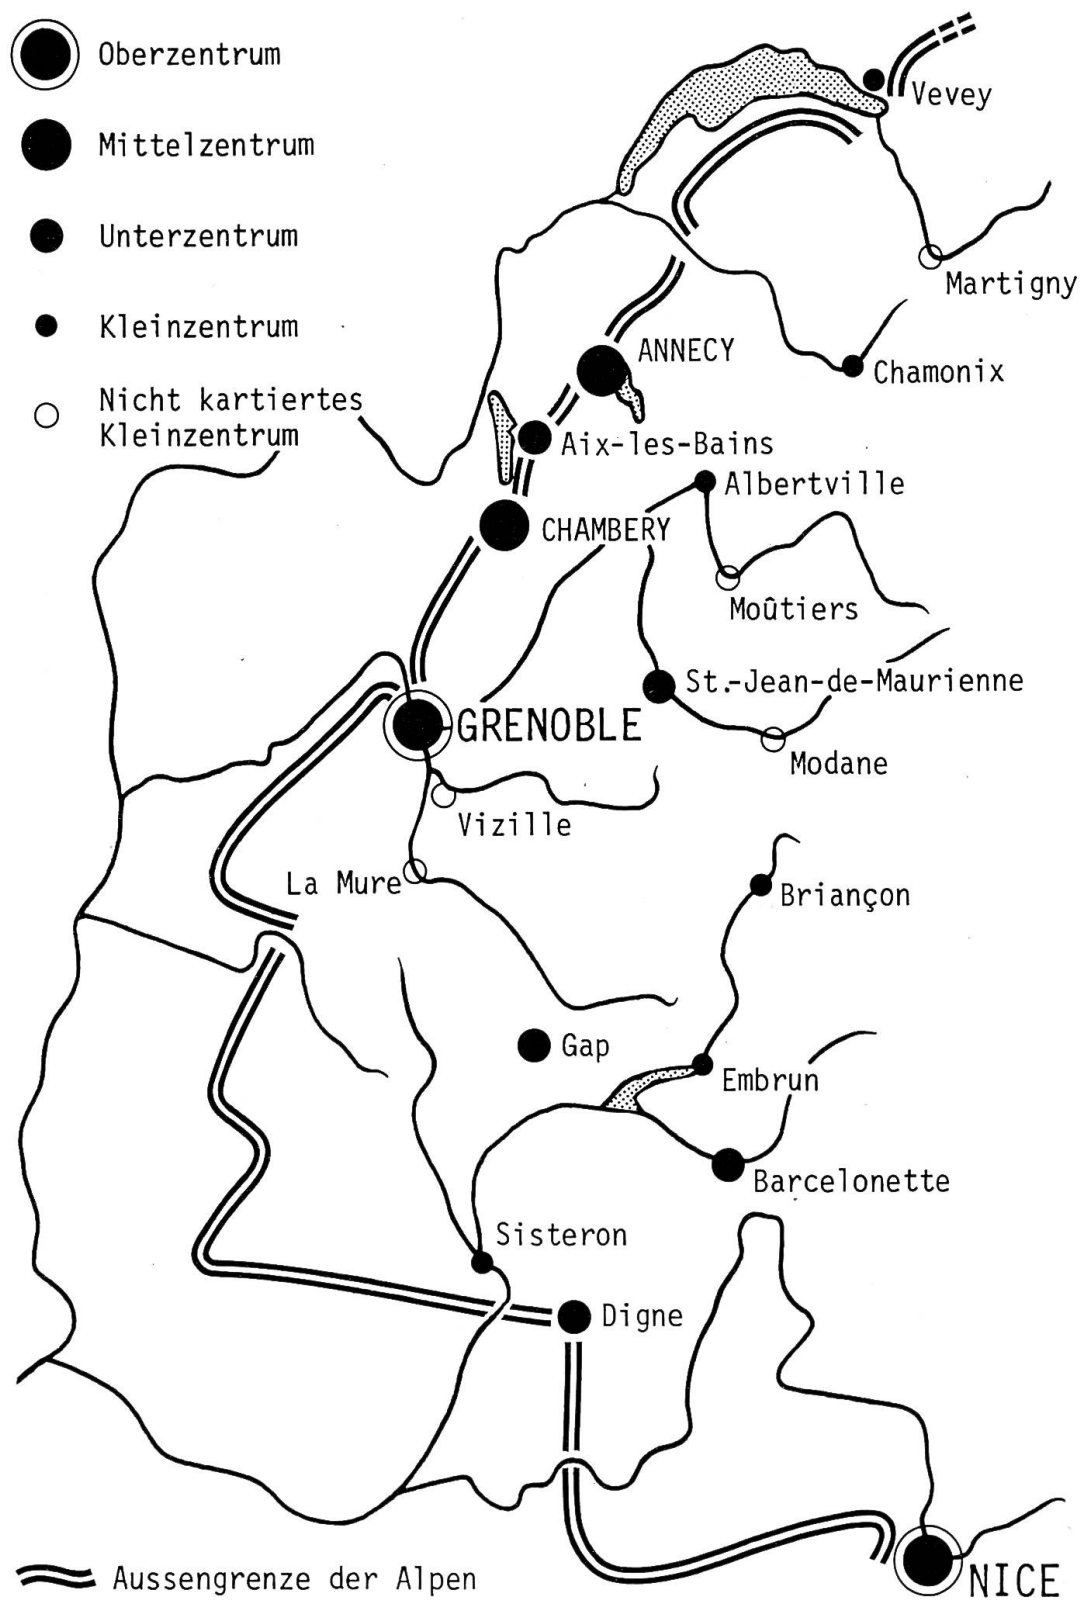 Oberzentrum
Mittelzentrum
Unterzentrum
Kleinzentrum
Nicht kartiertes
Kleinzentrum
Vevey
Martigny
ANNECY
Chamonix
Aix-les-Bains
Albertville
CHAMBERY
Moûtiers
St.-Jean-de-Maurienne
GRENOBLE
Modane
Vizille
La Mure
Briançon
Gap
Embrun
Barcelonette
Sisteron
Digne
Aussengrenze der Alpen
NICE